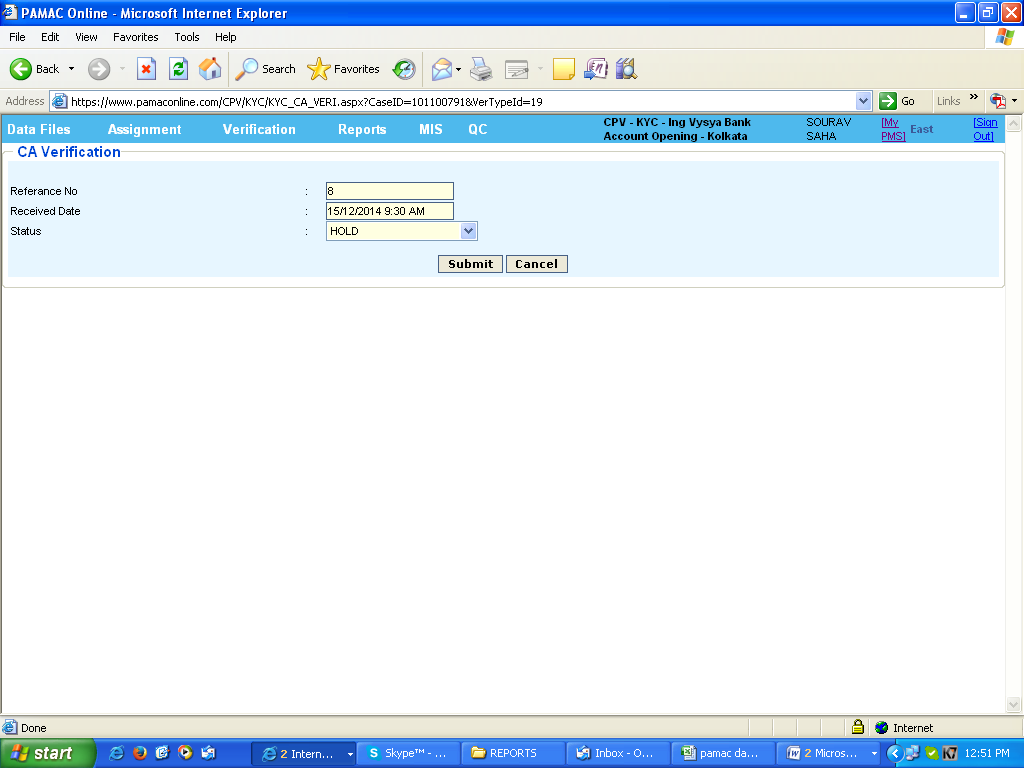 PAMAC Online - Microsoft Internet Explorer
File Edit View Favorites Tools Help
Back Search Favorites
Address https://www.pamaconline.com/CPV/KYC/KYC_CA_VERI.aspx?CaseID=101100791&VerTypeId=19 Go Links »
Data Files Assignment Verification Reports MIS QC CPV - KYC - Ing Vysya Bank SOURAV [My East [Sign
Account Opening - Kolkata SAHA PMS] Out]
CA Verification
Referance No : 8
Received Date : 15/12/2014 9:30 AM
Status : HOLD
Submit Cancel
Done Internet
start 2 Intern... Skype™ - ... REPORTS Inbox - O... pamac da... 2 Micros... 12:51 PM